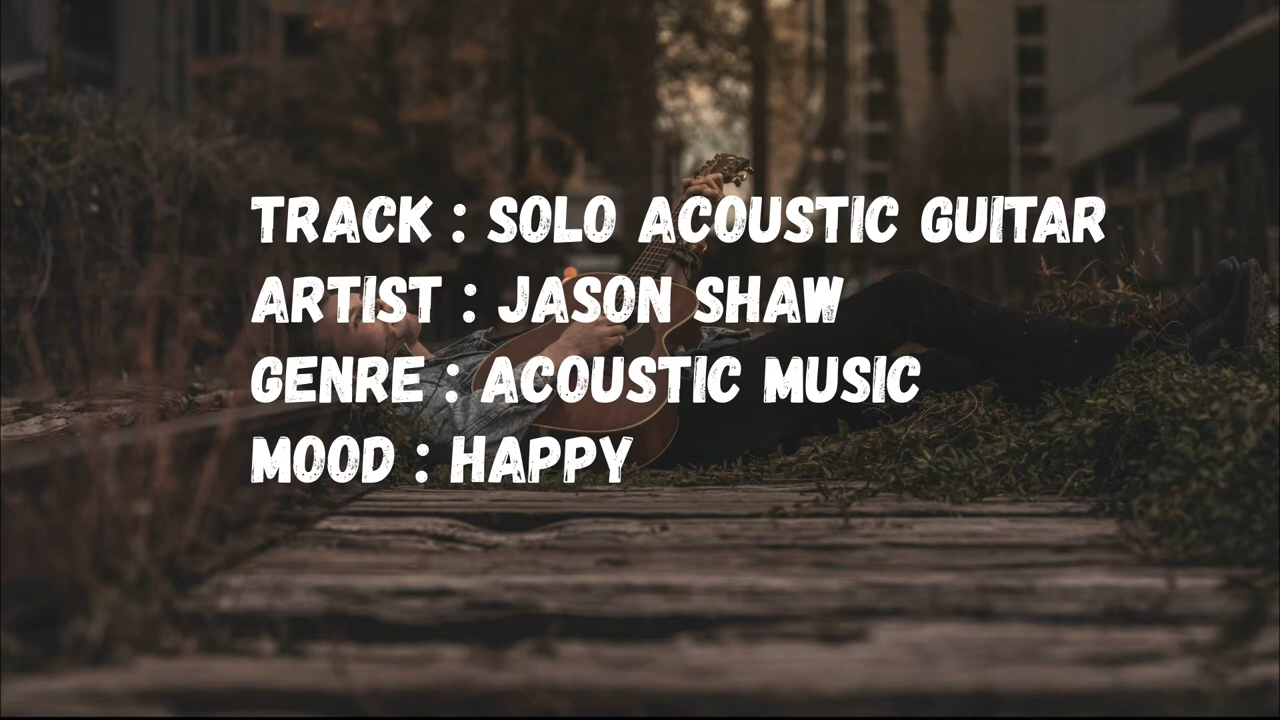 TRACK : SOLO ACOUSTIC GUITAR
ARTIST : JASON SHAW
GENRE : ACOUSTIC MUSIC
MOOD : HAPPY